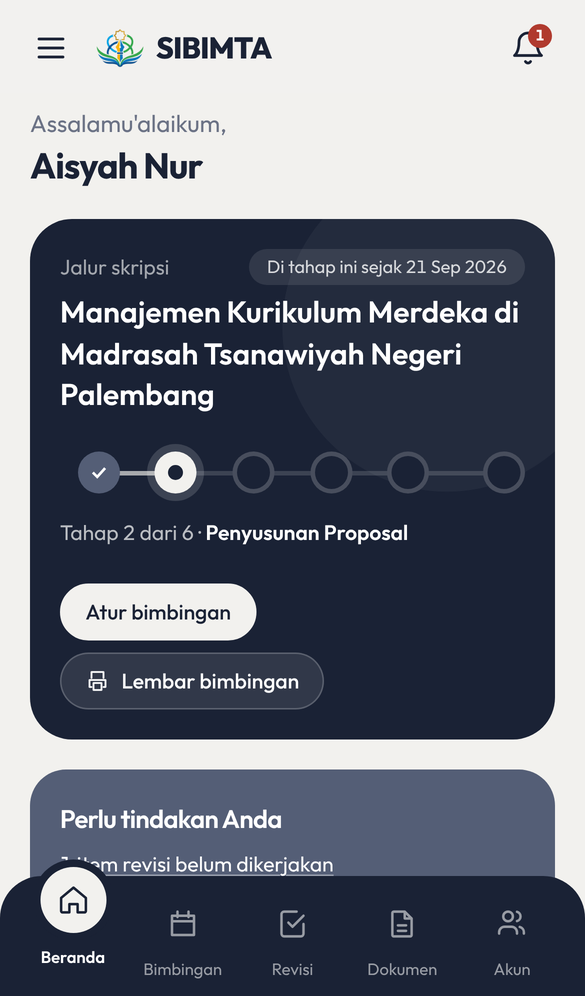 SIBIMTA
1
Assalamu'alaikum,
Aisyah Nur
Jalur skripsi
Di tahap ini sejak 21 Sep 2026
Manajemen Kurikulum Merdeka di
Madrasah Tsanawiyah Negeri
Palembang
Tahap 2 dari 6 · Penyusunan Proposal
Atur bimbingan
Lembar bimbingan
Perlu tindakan Anda
revisi belum dikerjakan
Beranda
Bimbingan
Revisi
Dokumen
Akun